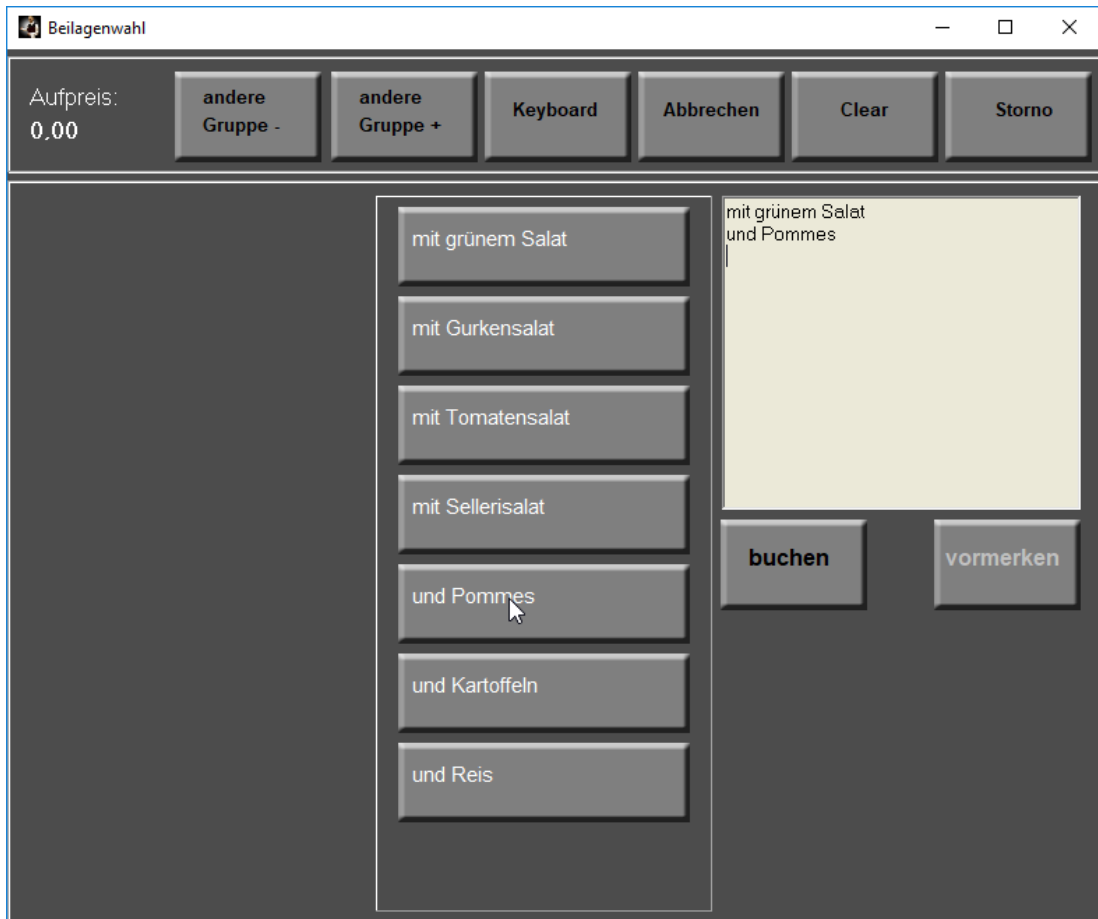 Beilagenwahl
Aufpreis:
0,00
andere
Gruppe -
andere
Gruppe +
Keyboard
Abbrechen
Clear
Storno
mit grünem Salat
mit Gurkensalat
mit Tomatensalat
mit Sellerisalat
und Pommes
und Kartoffeln
und Reis
mit grünem Salat
und Pommes
buchen
vormerken